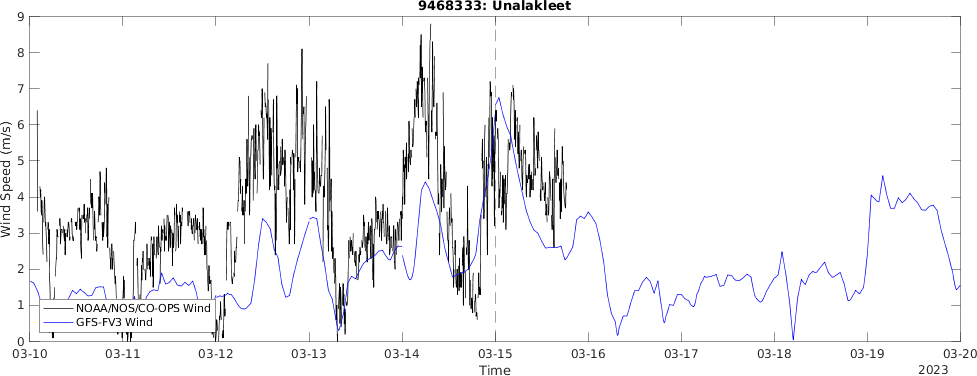 9468333: Unalakleet
9
8
7
6
5
4
3
2
1
0
Wind Speed (m/s)
NOAA/NOS/CO-OPS Wind
GFS-FV3 Wind
03-10 03-11 03-12 03-13 03-14 03-15 03-16 03-17 03-18 03-19 03-20
Time
2023